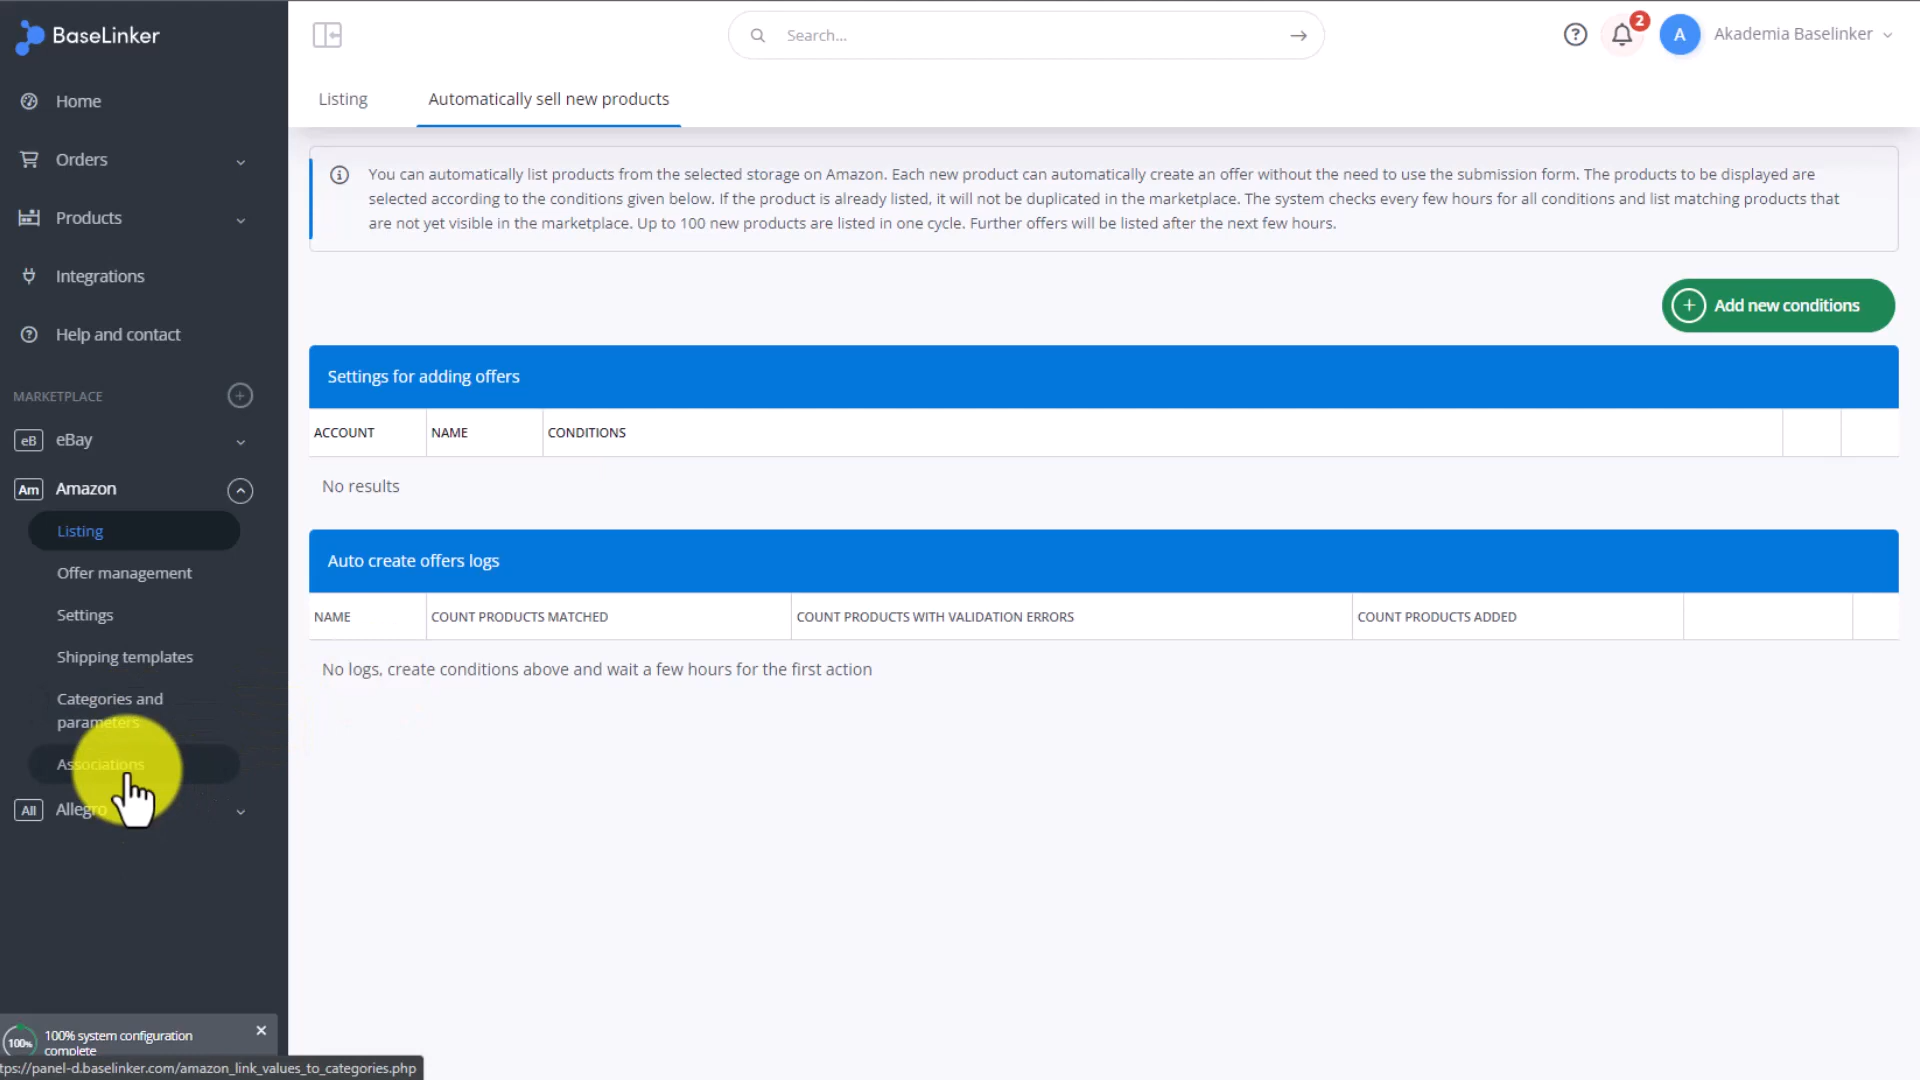 BaseLinker
Search...
2
A
Akademia Baselinker
Home
Orders
Products
Integrations
Help and contact
MARKETPLACE
eB
eBay
Am
Amazon
Listing
Offer management
Settings
Shipping templates
Categories and
parameters
Associations
All
Allegro
100%
100% system configuration
complete
tps://panel-d.baselinker.com/amazon_link_values_to_categories.php
Listing
Automatically sell new products
You can automatically list products from the selected storage on Amazon. Each new product can automatically create an offer without the need to use the submission form. The products to be displayed are
selected according to the conditions given below. If the product is already listed, it will not be duplicated in the marketplace. The system checks every few hours for all conditions and list matching products that
are not yet visible in the marketplace. Up to 100 new products are listed in one cycle. Further offers will be listed after the next few hours.
Add new conditions
Settings for adding offers
ACCOUNT
NAME
CONDITIONS
No results
Auto create offers logs
NAME
COUNT PRODUCTS MATCHED
COUNT PRODUCTS WITH VALIDATION ERRORS
COUNT PRODUCTS ADDED
No logs, create conditions above and wait a few hours for the first action